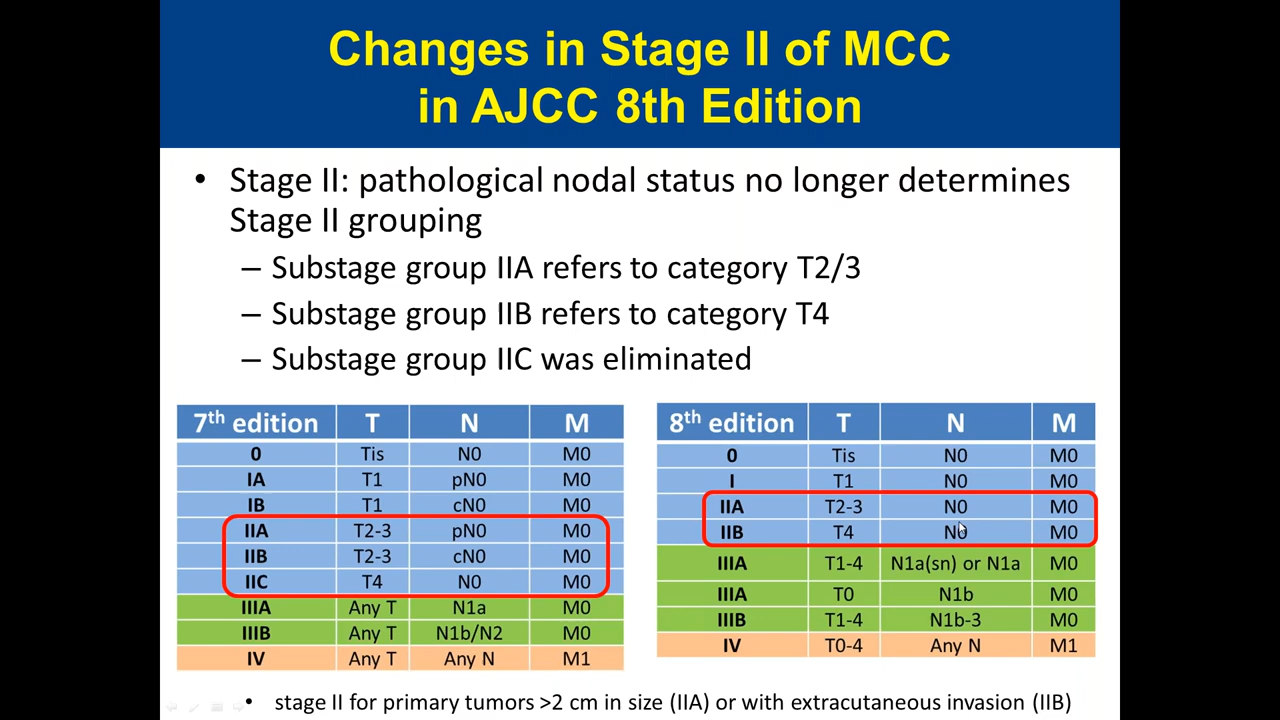 Changes in Stage II of MCC
in AJCC 8th Edition
• Stage II: pathological nodal status no longer determines
Stage II grouping
– Substage group IIA refers to category T2/3
– Substage group IIB refers to category T4
– Substage group IIC was eliminated
7th edition T N M
0 Tis N0 M0
IA T1 pN0 M0
IB T1 cN0 M0
IIA T2-3 pN0 M0
IIB T2-3 cN0 M0
IIC T4 N0 M0
IIIA Any T N1a M0
IIIB Any T N1b/N2 M0
IV Any T Any N M1
8th edition T N M
0 Tis N0 M0
I T1 N0 M0
IIA T2-3 N0 M0
IIB T4 N0 M0
IIIA T1-4 N1a(sn) or N1a M0
IIIA T0 N1b M0
IIIB T1-4 N1b-3 M0
IV T0-4 Any N M1
• stage II for primary tumors >2 cm in size (IIA) or with extracutaneous invasion (IIB)